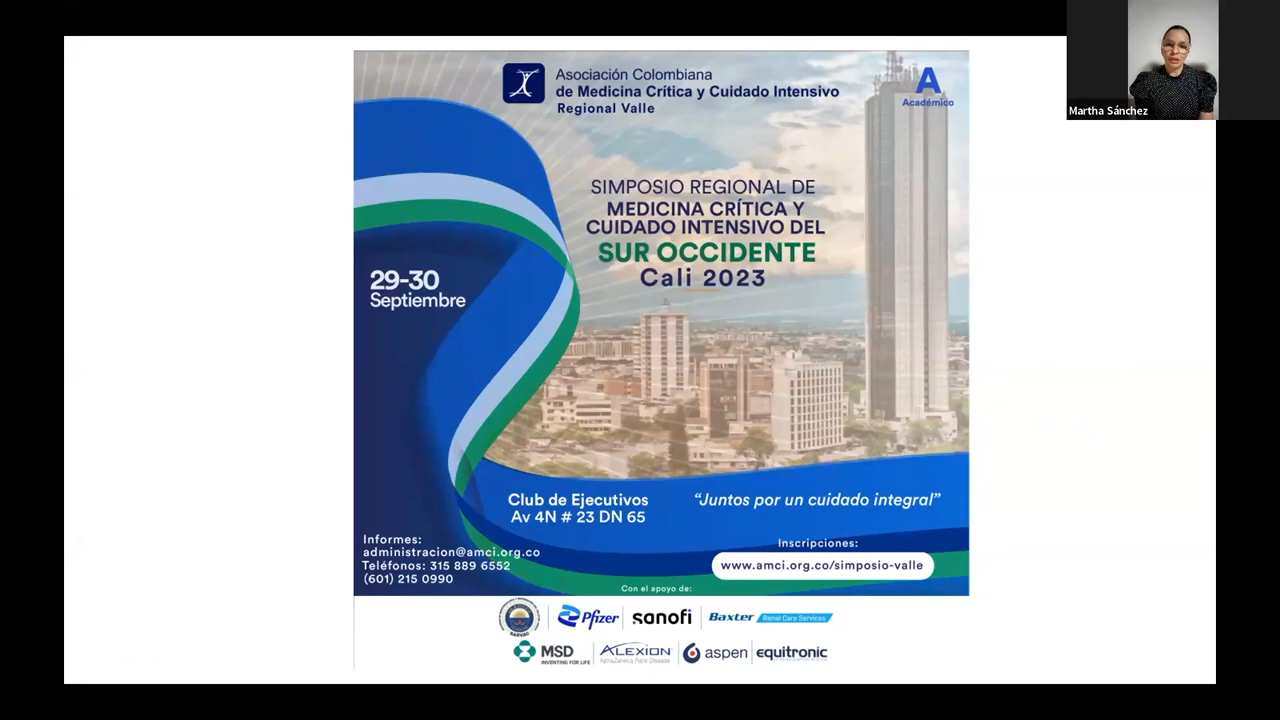 Martha Sánchez
Asociación Colombiana
de Medicina Crítica y Cuidado Intensivo
Regional Valle
A
Académico
SIMPOSIO REGIONAL DE
MEDICINA CRÍTICA Y
CUIDADO INTENSIVO DEL
SUR OCCIDENTE
Cali 2023
29-30
Septiembre
Club de Ejecutivos
Av 4N # 23 DN 65
“Juntos por un cuidado integral”
Informes:
administracion@amci.org.co
Teléfonos: 315 889 6552
(601) 215 0990
Inscripciones:
www.amci.org.co/simposio-valle
Con el apoyo de:
Pfizer
sanofi
Baxter Renal Care Services
MSD
INVENTING FOR LIFE
ALEXION
AstraZeneca Rare Disease
aspen
equitronic